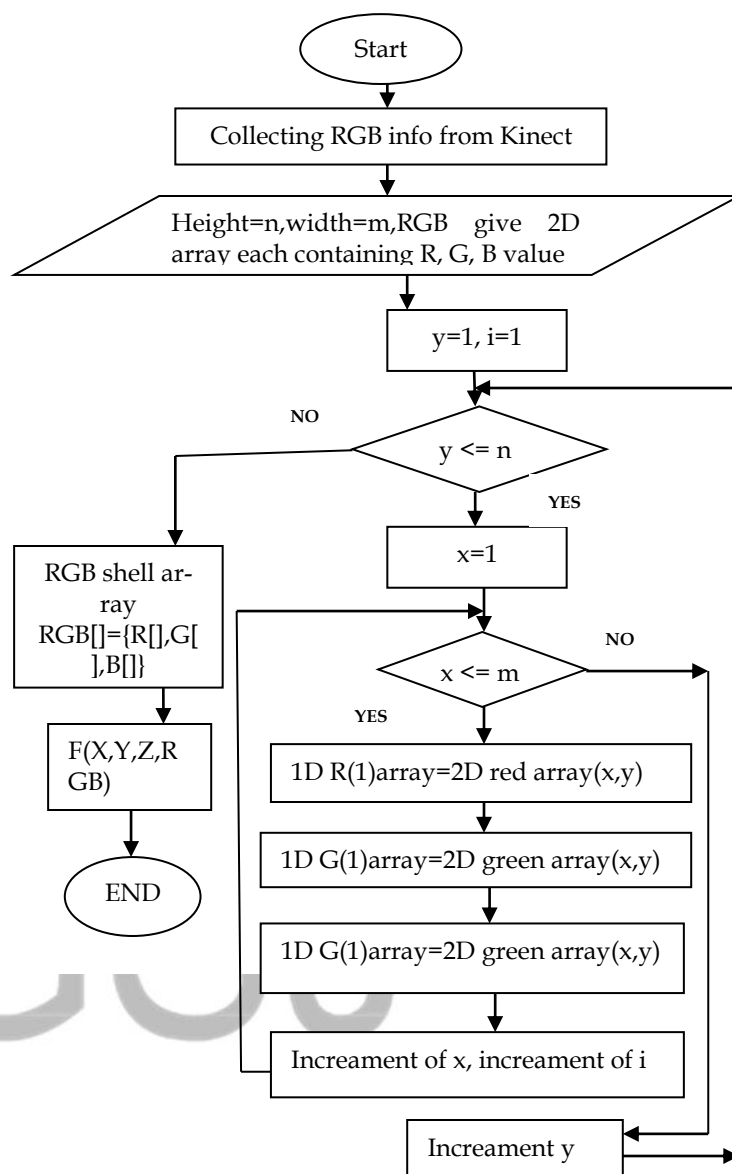 Start
Collecting RGB info from Kinect
Height=n,width=m,RGB give 2D
array each containing R, G, B value
y=1, i=1
NO
y <= n
YES
x=1
RGB shell ar-
ray
RGB[]={R[],G[
],B[]}
NO
x <= m
YES
F(X,Y,Z,R
GB)
1D R(1)array=2D red array(x,y)
1D G(1)array=2D green array(x,y)
END
1D G(1)array=2D green array(x,y)
Increament of x, increament of i
Increament y